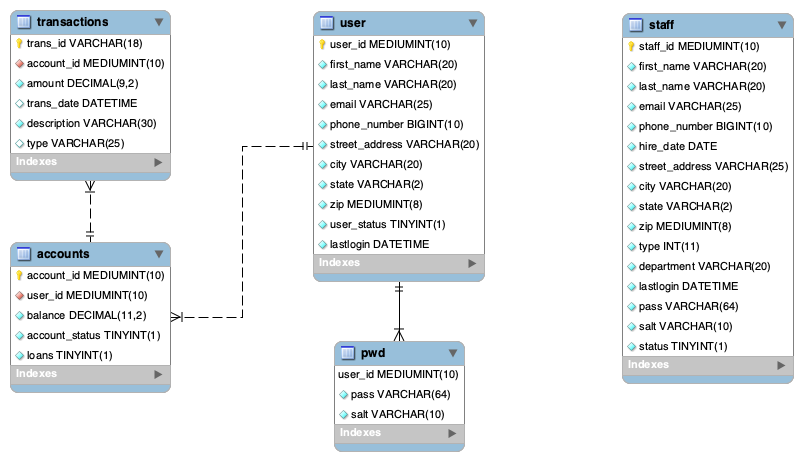 transactions
trans_id VARCHAR(18)
account_id MEDIUMINT(10)
amount DECIMAL(9,2)
trans_date DATETIME
description VARCHAR(30)
type VARCHAR(25)
Indexes
accounts
account_id MEDIUMINT(10)
user_id MEDIUMINT(10)
balance DECIMAL(11,2)
account_status TINYINT(1)
loans TINYINT(1)
Indexes
user
user_id MEDIUMINT(10)
first_name VARCHAR(20)
last_name VARCHAR(20)
email VARCHAR(25)
phone_number BIGINT(10)
street_address VARCHAR(20)
city VARCHAR(20)
state VARCHAR(2)
zip MEDIUMINT(8)
user_status TINYINT(1)
lastlogin DATETIME
Indexes
pwd
user_id MEDIUMINT(10)
pass VARCHAR(64)
salt VARCHAR(10)
Indexes
staff
staff_id MEDIUMINT(10)
first_name VARCHAR(20)
last_name VARCHAR(20)
email VARCHAR(25)
phone_number BIGINT(10)
hire_date DATE
street_address VARCHAR(25)
city VARCHAR(20)
state VARCHAR(2)
zip MEDIUMINT(8)
type INT(11)
department VARCHAR(20)
lastlogin DATETIME
pass VARCHAR(64)
salt VARCHAR(10)
status TINYINT(1)
Indexes